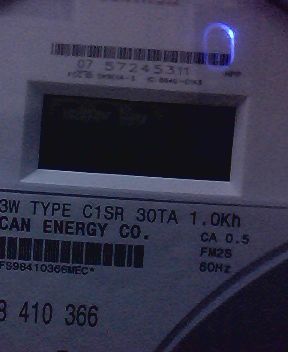 07 57245311
3W TYPE C1SR 30TA 1.0Kh
CAN ENERGY CO.
CA 0.5
FM2S
60Hz
FS98410366MEC*
8 410 366